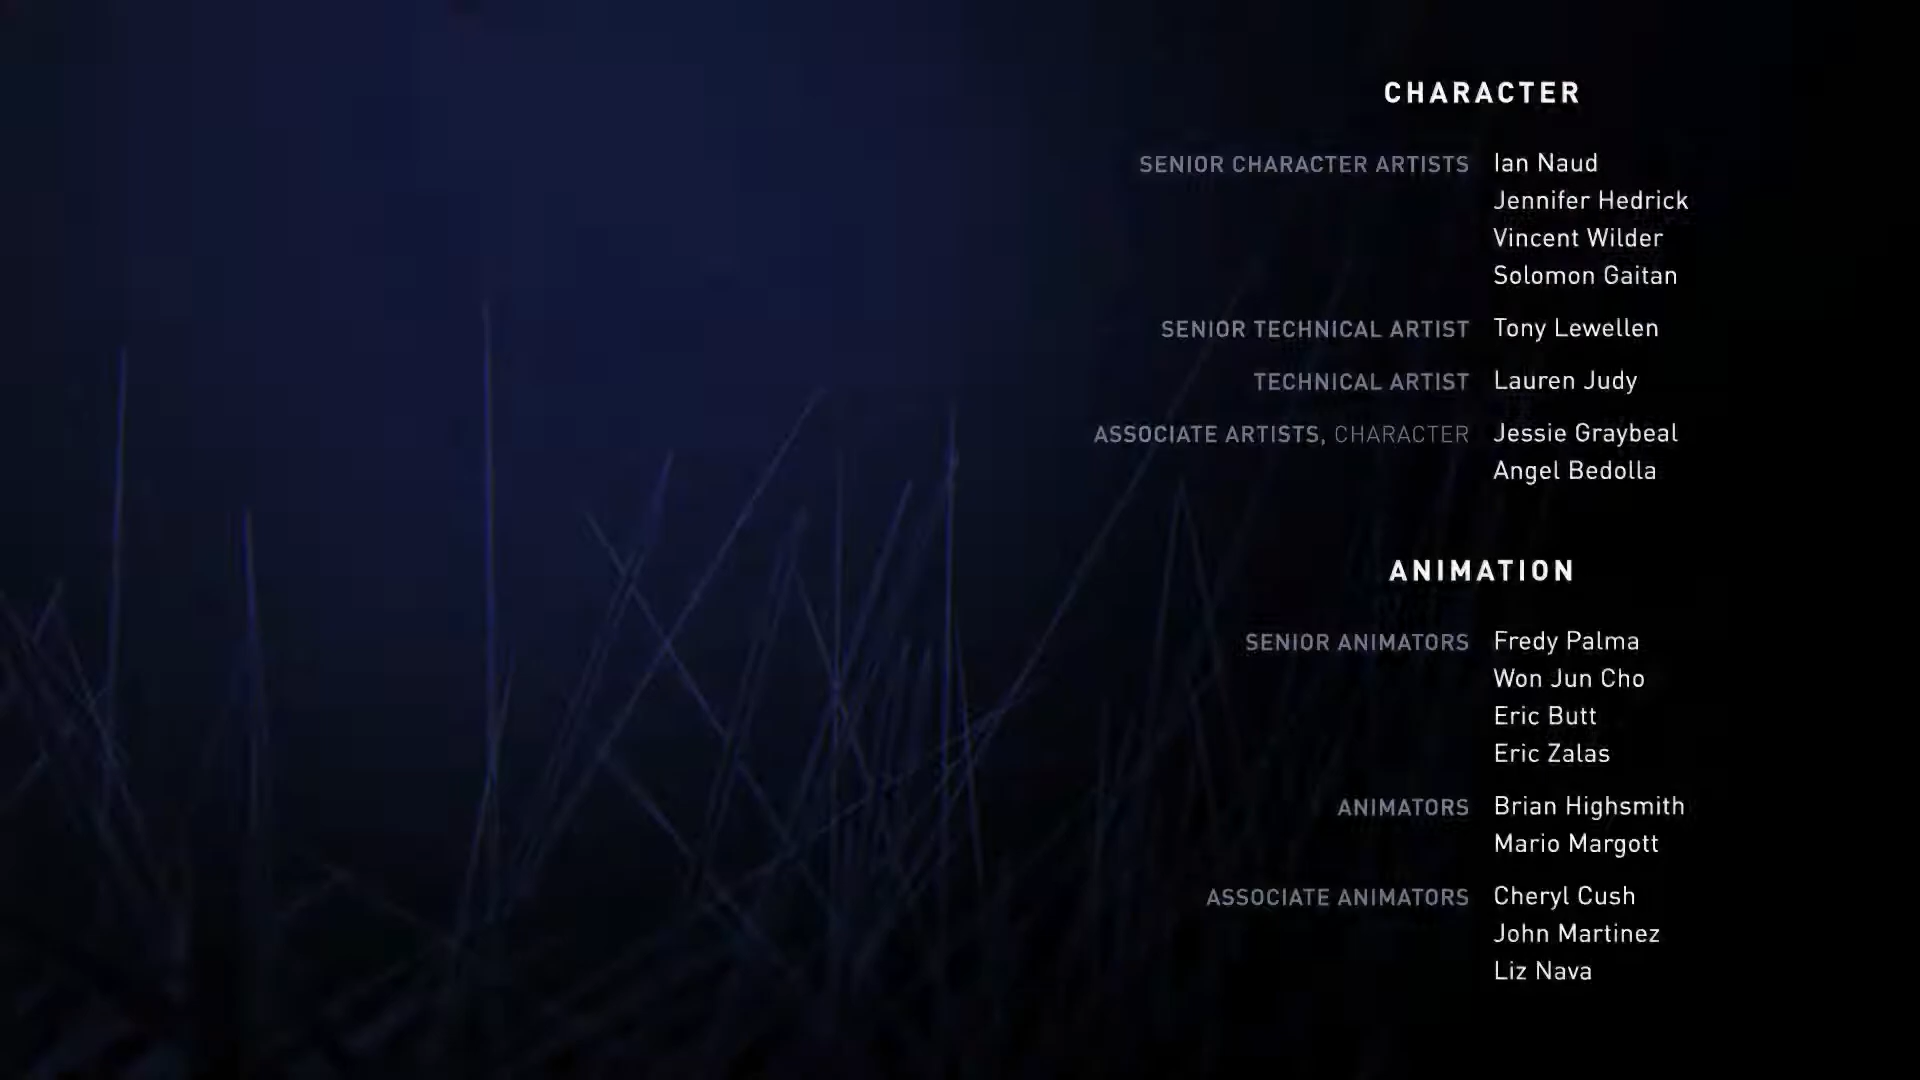 CHARACTER
SENIOR CHARACTER ARTISTS Ian Naud
Jennifer Hedrick
Vincent Wilder
Solomon Gaitan
SENIOR TECHNICAL ARTIST Tony Lewellen
TECHNICAL ARTIST Lauren Judy
ASSOCIATE ARTISTS, CHARACTER Jessie Graybeal
Angel Bedolla
ANIMATION
SENIOR ANIMATORS Fredy Palma
Won Jun Cho
Eric Butt
Eric Zalas
ANIMATORS Brian Highsmith
Mario Margott
ASSOCIATE ANIMATORS Cheryl Cush
John Martinez
Liz Nava